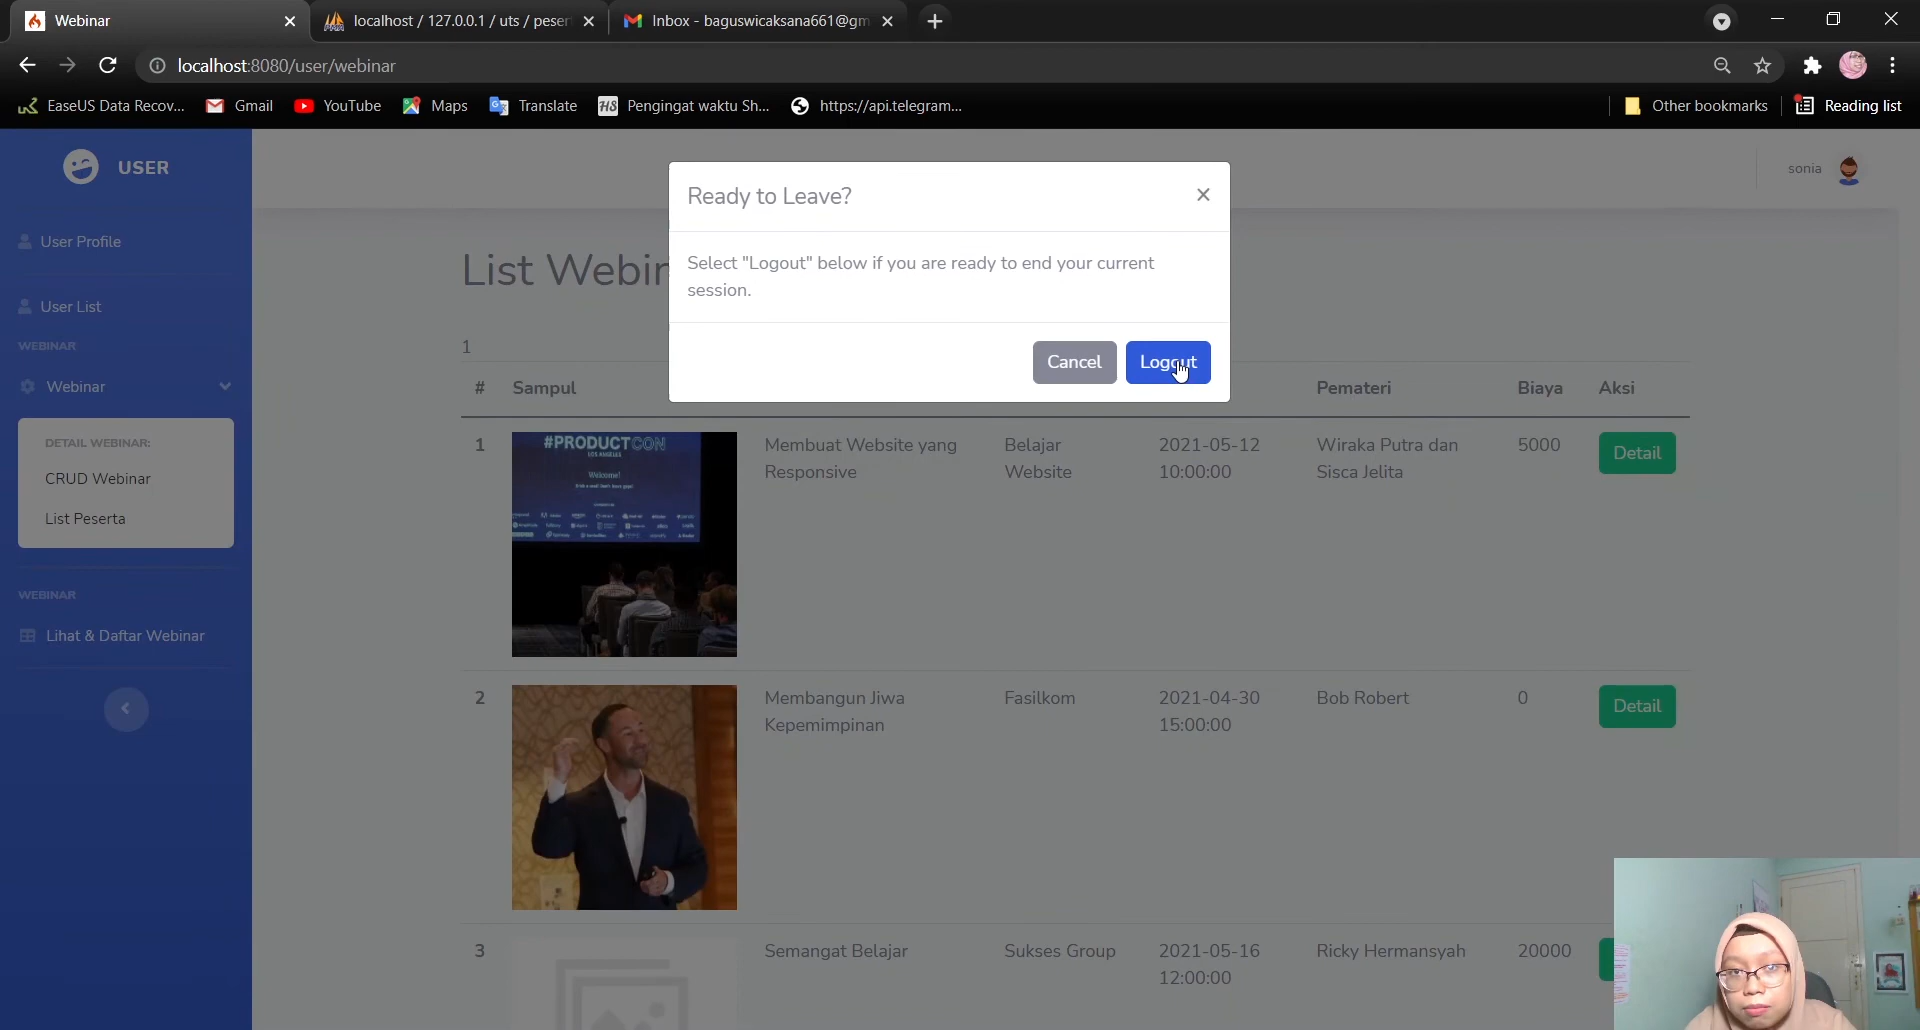 Webinar
localhost / 127.0.0.1 / uts / peser
Inbox - baguswicaksana661@gm
localhost:8080/user/webinar
EaseUS Data Recov...
Gmail
YouTube
Maps
Translate
HS
Pengingat waktu Sh...
https://api.telegram...
Other bookmarks
Reading list
USER
sonia
Ready to Leave?
Select "Logout" below if you are ready to end your current
session.
Cancel
Logout
User Profile
User List
WEBINAR
Webinar
DETAIL WEBINAR:
CRUD Webinar
List Peserta
WEBINAR
Lihat & Daftar Webinar
List Webin
1
# Sampul Pemateri Biaya Aksi
1
#PRODUCTCON
LOS ANGELES
Welcome!
Membuat Website yang
Responsive
Belajar
Website
2021-05-12
10:00:00
Wiraka Putra dan
Sisca Jelita
5000
Detail
2
Membangun Jiwa
Kepemimpinan
Fasilkom
2021-04-30
15:00:00
Bob Robert
0
Detail
3
Semangat Belajar
Sukses Group
2021-05-16
12:00:00
Ricky Hermansyah
20000